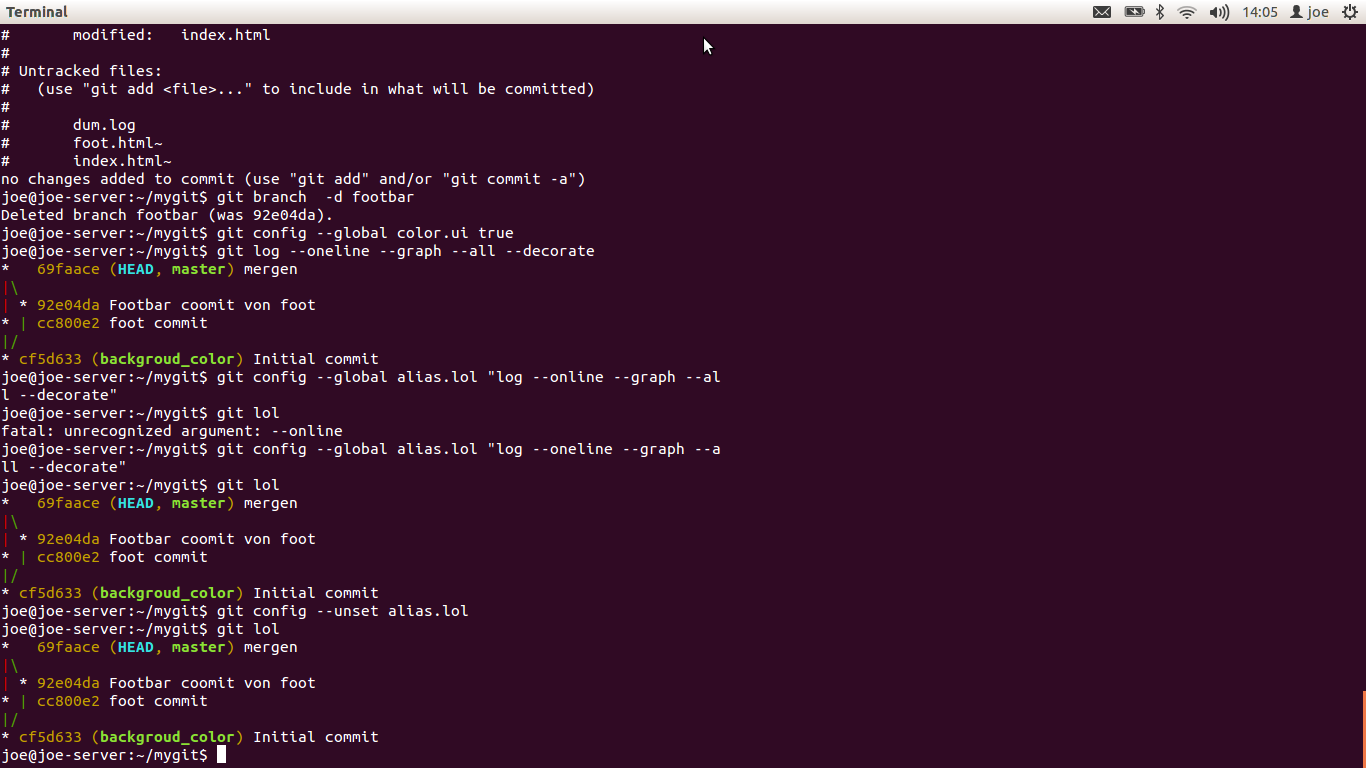 Terminal 14:05 joe
#       modified:   index.html
#
# Untracked files:
#   (use "git add <file>..." to include in what will be committed)
#
#       dum.log
#       foot.html~
#       index.html~
no changes added to commit (use "git add" and/or "git commit -a")
joe@joe-server:~/mygit$ git branch  -d footbar
Deleted branch footbar (was 92e04da).
joe@joe-server:~/mygit$ git config --global color.ui true
joe@joe-server:~/mygit$ git log --oneline --graph --all --decorate
*   69faace (HEAD, master) mergen
|\
| * 92e04da Footbar coomit von foot
* | cc800e2 foot commit
|/
* cf5d633 (backgroud_color) Initial commit
joe@joe-server:~/mygit$ git config --global alias.lol "log --online --graph --al
l --decorate"
joe@joe-server:~/mygit$ git lol
fatal: unrecognized argument: --online
joe@joe-server:~/mygit$ git config --global alias.lol "log --oneline --graph --a
ll --decorate"
joe@joe-server:~/mygit$ git lol
*   69faace (HEAD, master) mergen
|\
| * 92e04da Footbar coomit von foot
* | cc800e2 foot commit
|/
* cf5d633 (backgroud_color) Initial commit
joe@joe-server:~/mygit$ git config --unset alias.lol
joe@joe-server:~/mygit$ git lol
*   69faace (HEAD, master) mergen
|\
| * 92e04da Footbar coomit von foot
* | cc800e2 foot commit
|/
* cf5d633 (backgroud_color) Initial commit
joe@joe-server:~/mygit$